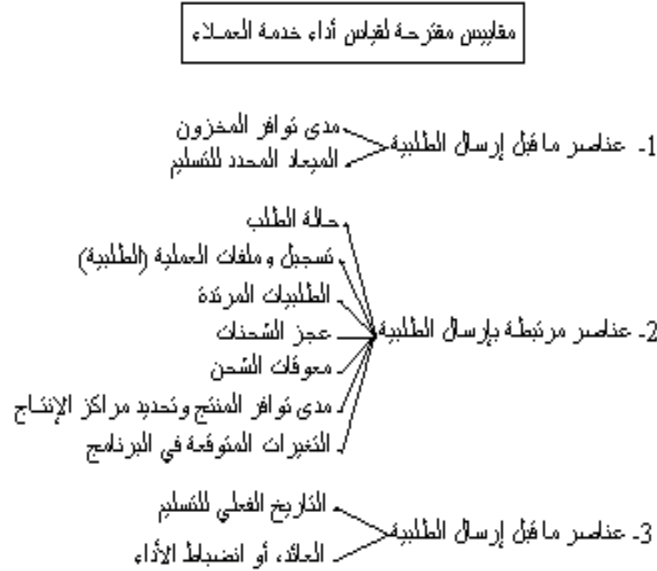 مقاييس مقترحة لقياس أداء خدمة العملاء
1- عناصر ما قبل إرسال الطلبية
مدى توافر المخزون
الميعاد المحدد للتسليم
2- عناصر مرتبطة بإرسال الطلبية
حالة الطلب
تسجيل وملفات العملية (الطلبية)
الطلبيات المرتدة
عجز الشحنات
معوقات الشحن
مدى توافر المنتج وتحديد مراكز الإنتاج
التغيرات المتوقعة في البرنامج
3- عناصر ما قبل إرسال الطلبية
التاريخ الفعلي للتسليم
العائد، أو انضباط الأداء